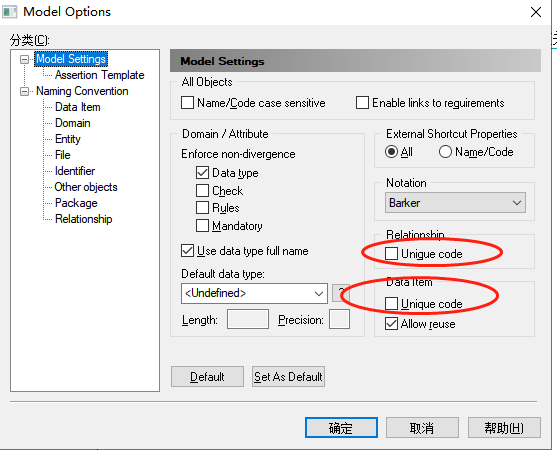 Model Options
分类(C):
Model Settings
Assertion Template
Naming Convention
Data Item
Domain
Entity
File
Identifier
Other objects
Package
Relationship
Model Settings
All Objects
Name/Code case sensitive
Enable links to requirements
Domain / Attribute
Enforce non-divergence
Data type
Check
Rules
Mandatory
Use data type full name
Default data type:
<Undefined>
?
Length:
Precision:
External Shortcut Properties
All
Name/Code
Notation
Barker
Relationship
Unique code
Data Item
Unique code
Allow reuse
Default
Set As Default
确定
取消
帮助(H)